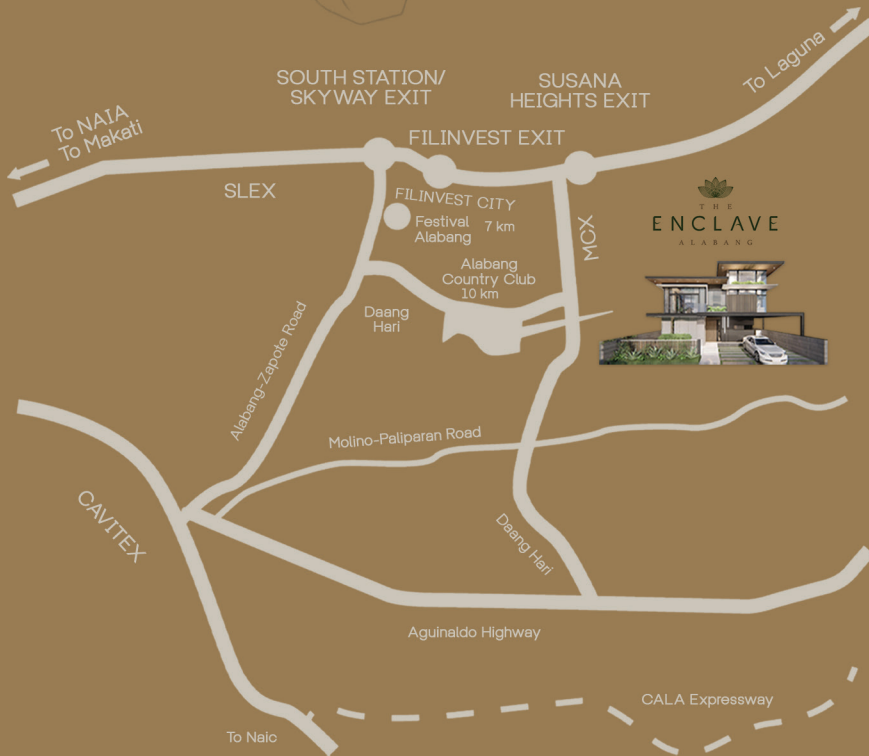 SOUTH STATION/
SKYWAY EXIT
SUSANA
HEIGHTS EXIT
To Laguna
To NAIA
To Makati
FILINVEST EXIT
SLEX
FILINVEST CITY
Festival
Alabang
7 km
MCX
THE
ENCLAVE
ALABANG
Alabang
Country Club
10 km
Daang
Hari
Alabang-Zapote Road
Molino-Paliparan Road
CAVITEX
Daang Hari
Aguinaldo Highway
CALA Expressway
To Naic